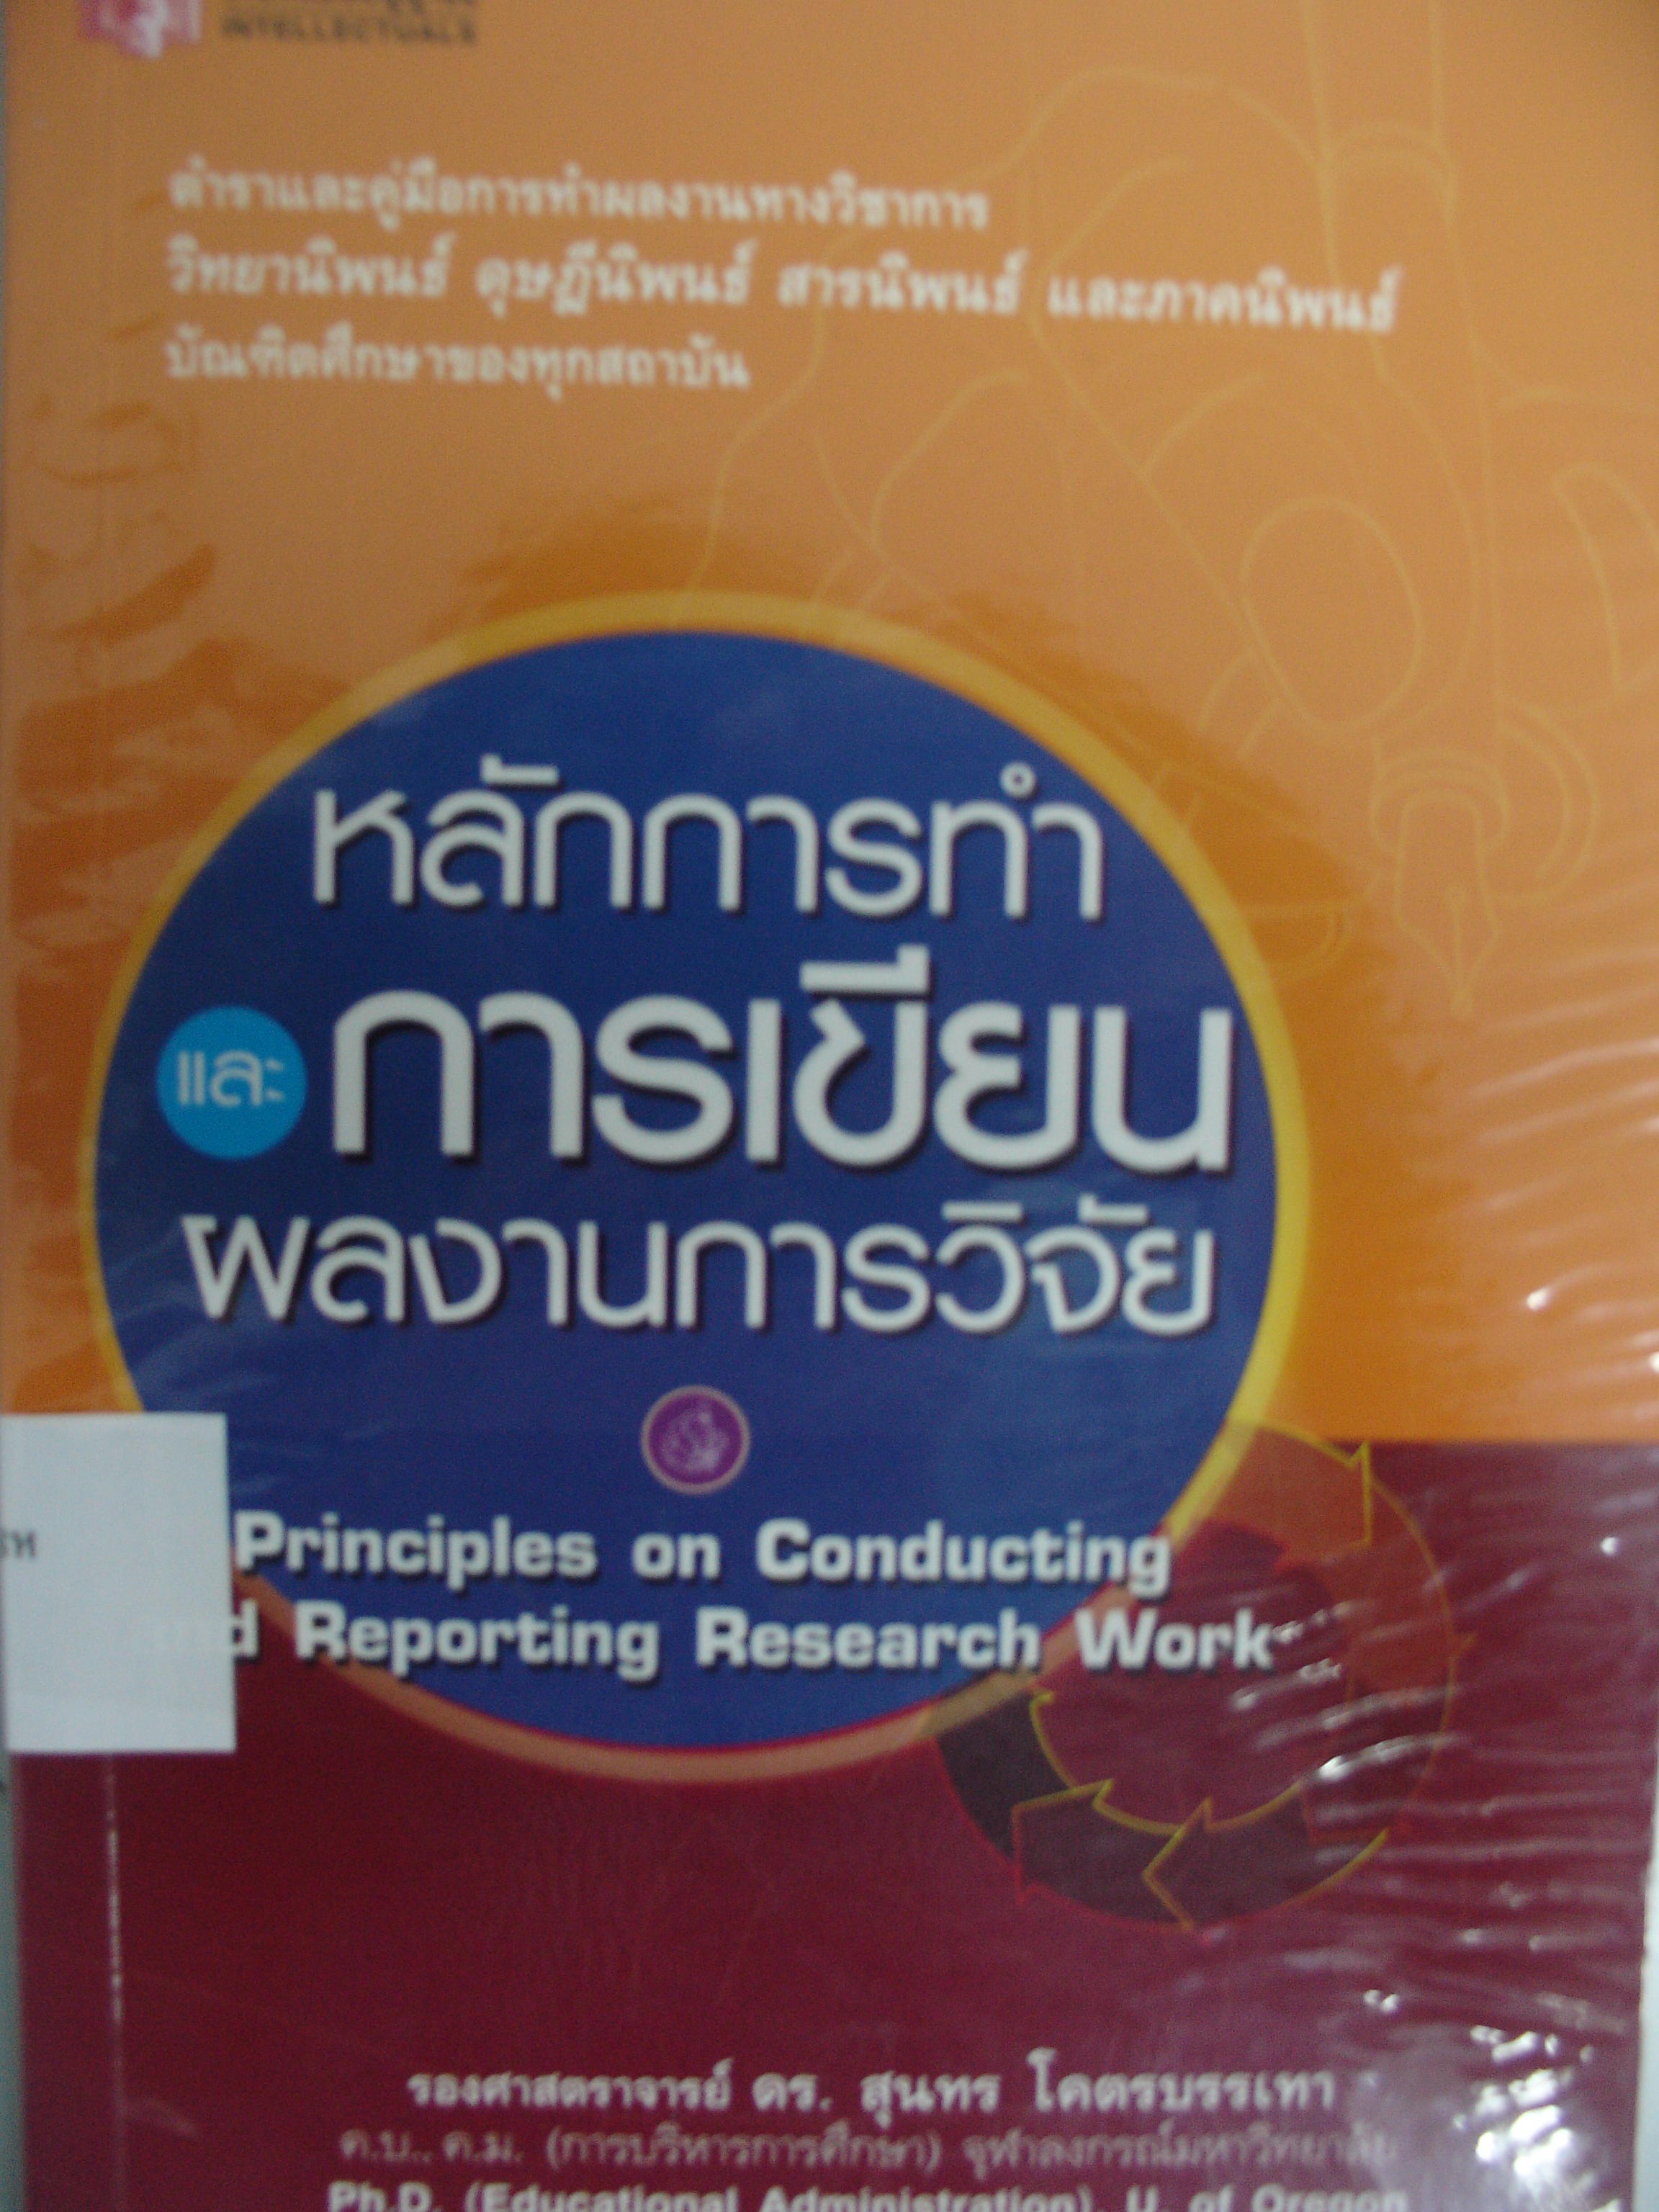 INTELLECTUALS
ตำราและคู่มือการทำผลงานทางวิชาการ
วิทยานิพนธ์ ดุษฎีนิพนธ์ สารนิพนธ์ และภาคนิพนธ์
บัณฑิตศึกษาของทุกสถาบัน
หลักการทำ
และ การเขียน
ผลงานการวิจัย
Principles on Conducting
and Reporting Research Work
รองศาสตราจารย์ ดร. สุนทร โคตรบรรเทา
ค.บ., ค.ม. (การบริหารการศึกษา) จุฬาลงกรณ์มหาวิทยาลัย
Ph.D. (Educational Administration), U. of Oregon